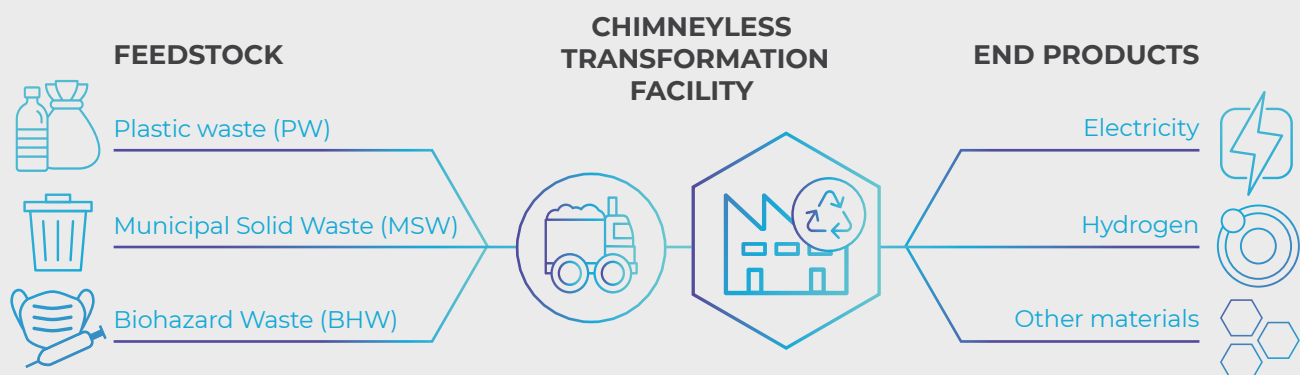 FEEDSTOCK
Plastic waste (PW)
Municipal Solid Waste (MSW)
Biohazard Waste (BHW)
CHIMNEYLESS
TRANSFORMATION
FACILITY
END PRODUCTS
Electricity
Hydrogen
Other materials